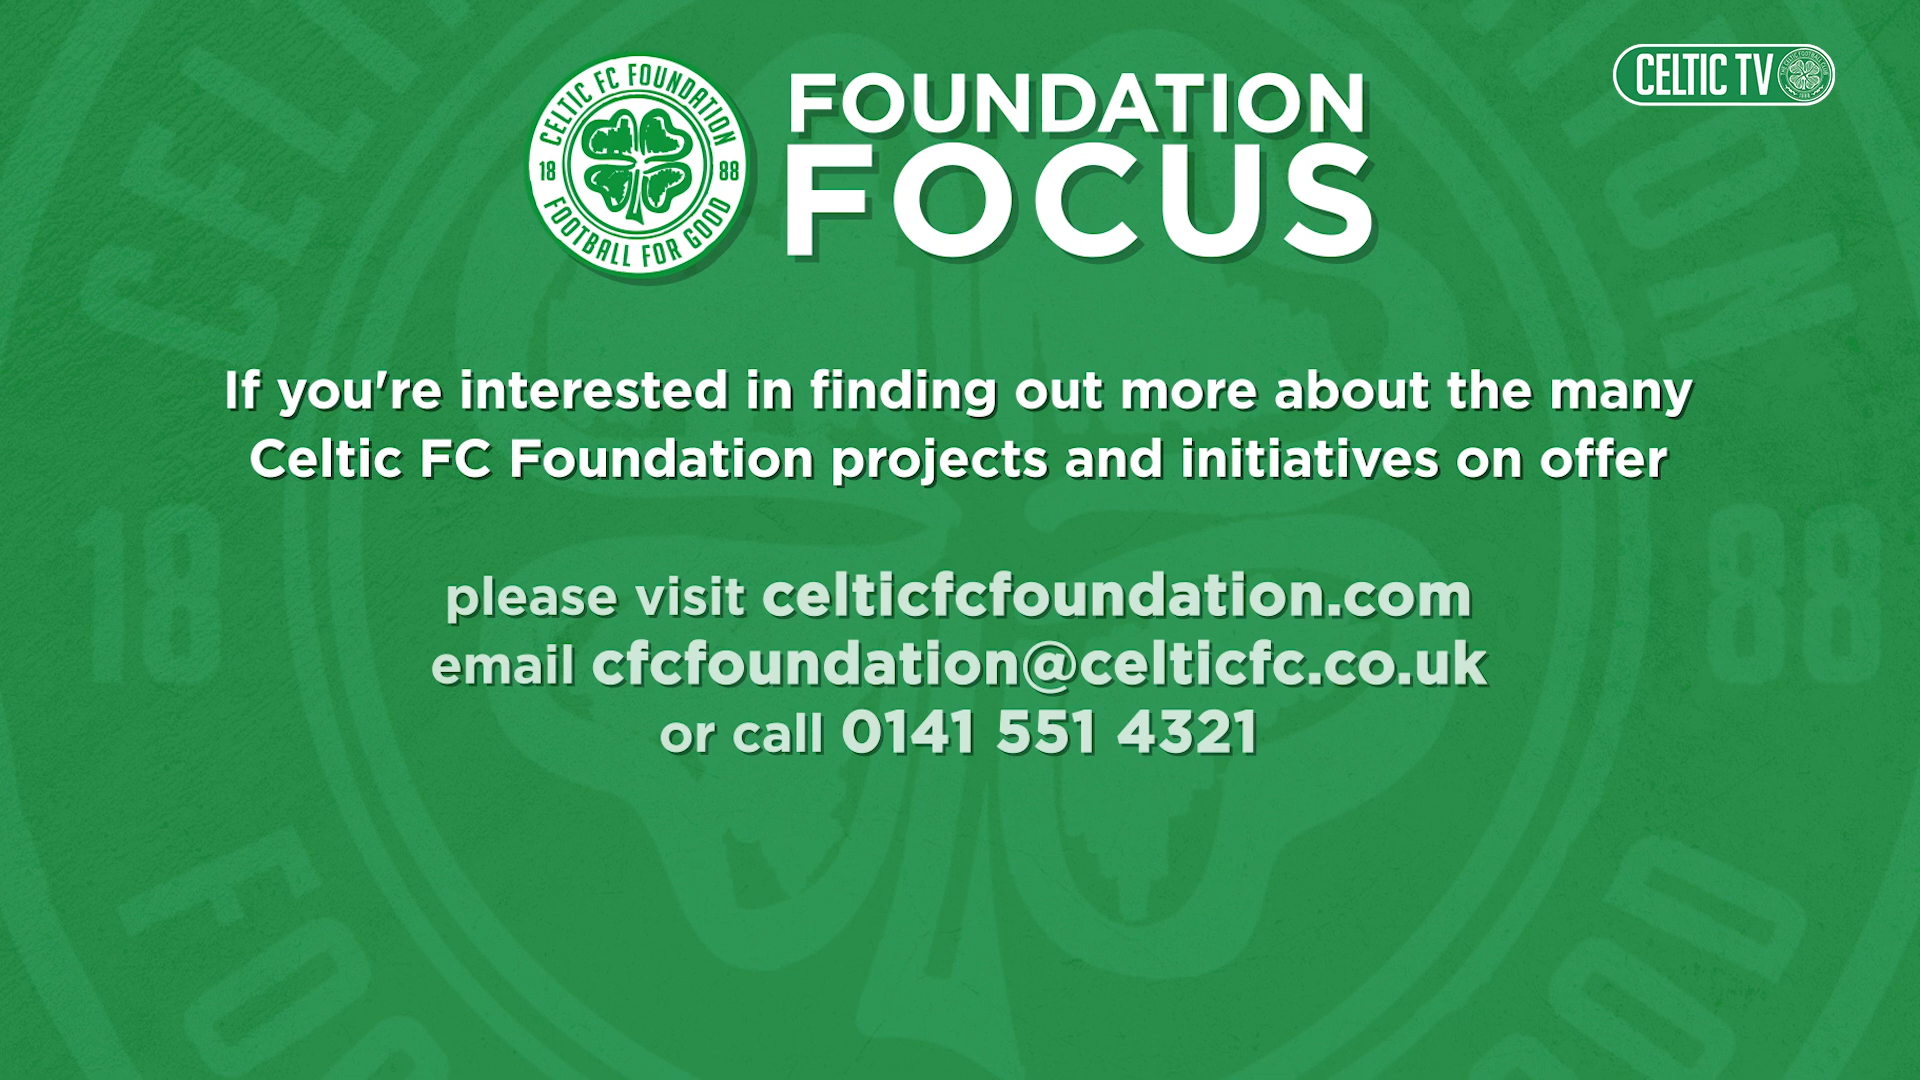 CELTIC FC FOUNDATION
18 88
FOOTBALL FOR GOOD
FOUNDATION
FOCUS
CELTIC TV
If you're interested in finding out more about the many
Celtic FC Foundation projects and initiatives on offer
please visit celticfcfoundation.com
email cfcfoundation@celticfc.co.uk
or call 0141 551 4321
18 88